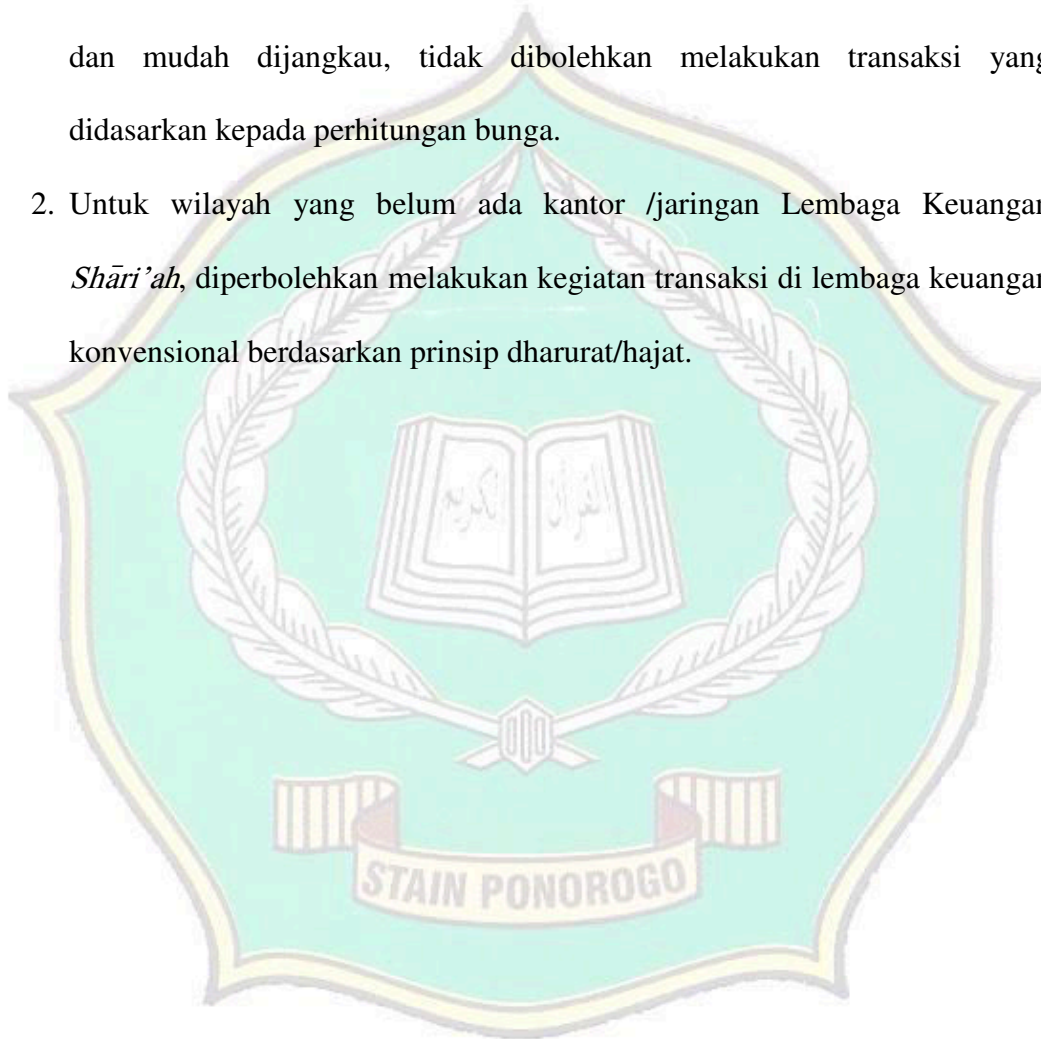 dan mudah dijangkau, tidak dibolehkan melakukan transaksi yang
didasarkan kepada perhitungan bunga.
2. Untuk wilayah yang belum ada kantor /jaringan Lembaga Keuangan
Shāri’ah, diperbolehkan melakukan kegiatan transaksi di lembaga keuangan
konvensional berdasarkan prinsip dharurat/hajat.
القرآن الكريم
STAIN PONOROGO